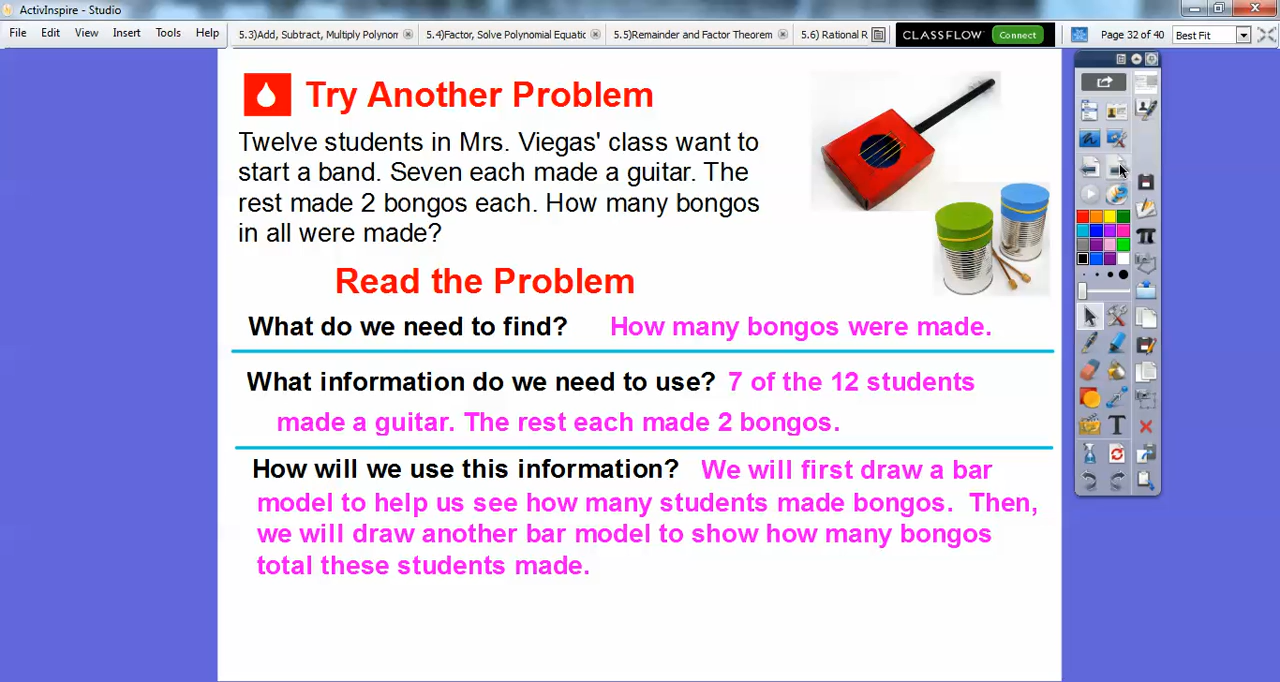 ActivInspire - Studio
File Edit View Insert Tools Help
5.3)Add, Subtract, Multiply Polynom 5.4)Factor, Solve Polynomial Equatic 5.5)Remainder and Factor Theorem 5.6) Rational R
CLASSFLOW Connect
Page 32 of 40 Best Fit
Try Another Problem
Twelve students in Mrs. Viegas' class want to
start a band. Seven each made a guitar. The
rest made 2 bongos each. How many bongos
in all were made?
Read the Problem
What do we need to find? How many bongos were made.
What information do we need to use? 7 of the 12 students
made a guitar. The rest each made 2 bongos.
How will we use this information? We will first draw a bar
model to help us see how many students made bongos. Then,
we will draw another bar model to show how many bongos
total these students made.